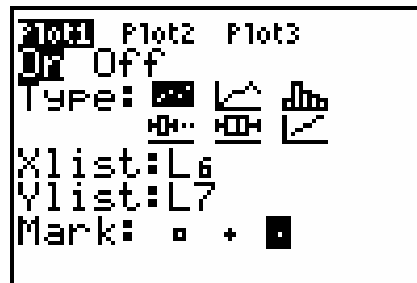 Plot1 Plot2 Plot3
On Off
Type:
Xlist:L6
Ylist:L7
Mark: ▫ + ·